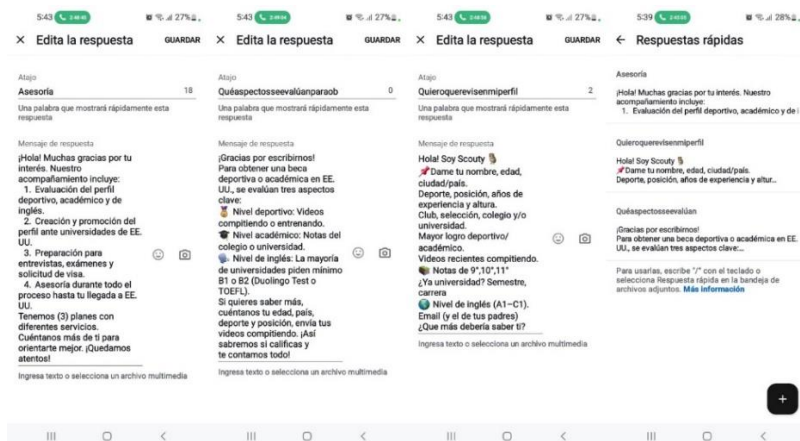 5:43
27%
Edita la respuesta
GUARDAR
Atajo
Asesoría
18
Una palabra que mostrará rápidamente esta
respuesta
Mensaje de respuesta
¡Hola! Muchas gracias por tu
interés. Nuestro
acompañamiento incluye:
1. Evaluación del perfil
deportivo, académico y de
inglés.
2. Creación y promoción del
perfil ante universidades de EE.
UU.
3. Preparación para
entrevistas, exámenes y
solicitud de visa.
4. Asesoría durante todo el
proceso hasta tu llegada a EE.
UU.
Tenemos (3) planes con
diferentes servicios.
Cuéntanos más de ti para
orientarte mejor. ¡Quedamos
atentos!
Ingresa texto o selecciona un archivo multimedia
5:43
27%
Edita la respuesta
GUARDAR
Atajo
Quéaspectosseevalúanparaob
0
Una palabra que mostrará rápidamente esta
respuesta
Mensaje de respuesta
¡Gracias por escribirnos!
Para obtener una beca
deportiva o académica en EE.
UU., se evalúan tres aspectos
clave:
🏅 Nivel deportivo: Videos
compitiendo o entrenando.
🎓 Nivel académico: Notas del
colegio o universidad.
🗣 Nivel de inglés: La mayoría
de universidades piden mínimo
B1 o B2 (Duolingo Test o
TOEFL).
Si quieres saber más,
cuéntanos tu edad, país,
deporte y posición, envía tus
videos compitiendo. ¡Así
sabremos si calificas y
te contamos todo!
Ingresa texto o selecciona un archivo multimedia
5:43
27%
Edita la respuesta
GUARDAR
Atajo
Quieroquerevisenmiperfil
2
Una palabra que mostrará rápidamente esta
respuesta
Mensaje de respuesta
Hola! Soy Scouty
📌Dame tu nombre, edad,
ciudad/país.
Deporte, posición, años de
experiencia y altura.
Club, selección, colegio y/o
universidad.
Mayor logro deportivo/
académico.
Videos recientes compitiendo.
📚 Notas de 9°,10°,11°
¿Ya universidad? Semestre,
carrera
🌎 Nivel de inglés (A1–C1).
Email (y el de tus padres)
¿Que más debería saber ti?
Ingresa texto o selecciona un archivo multimedia
5:39
28%
Respuestas rápidas
Asesoría
¡Hola! Muchas gracias por tu interés. Nuestro
acompañamiento incluye:
1. Evaluación del perfil deportivo, académico y de i
Quieroquerevisenmiperfil
Hola! Soy Scouty
📌Dame tu nombre, edad, ciudad/país.
Deporte, posición, años de experiencia y altur...
Quéaspectosseevalúan
¡Gracias por escribirnos!
Para obtener una beca deportiva o académica en EE.
UU., se evalúan tres aspectos clave:...
Para usarlas, escribe "/" con el teclado o
selecciona Respuesta rápida en la bandeja de
archivos adjuntos. Más información